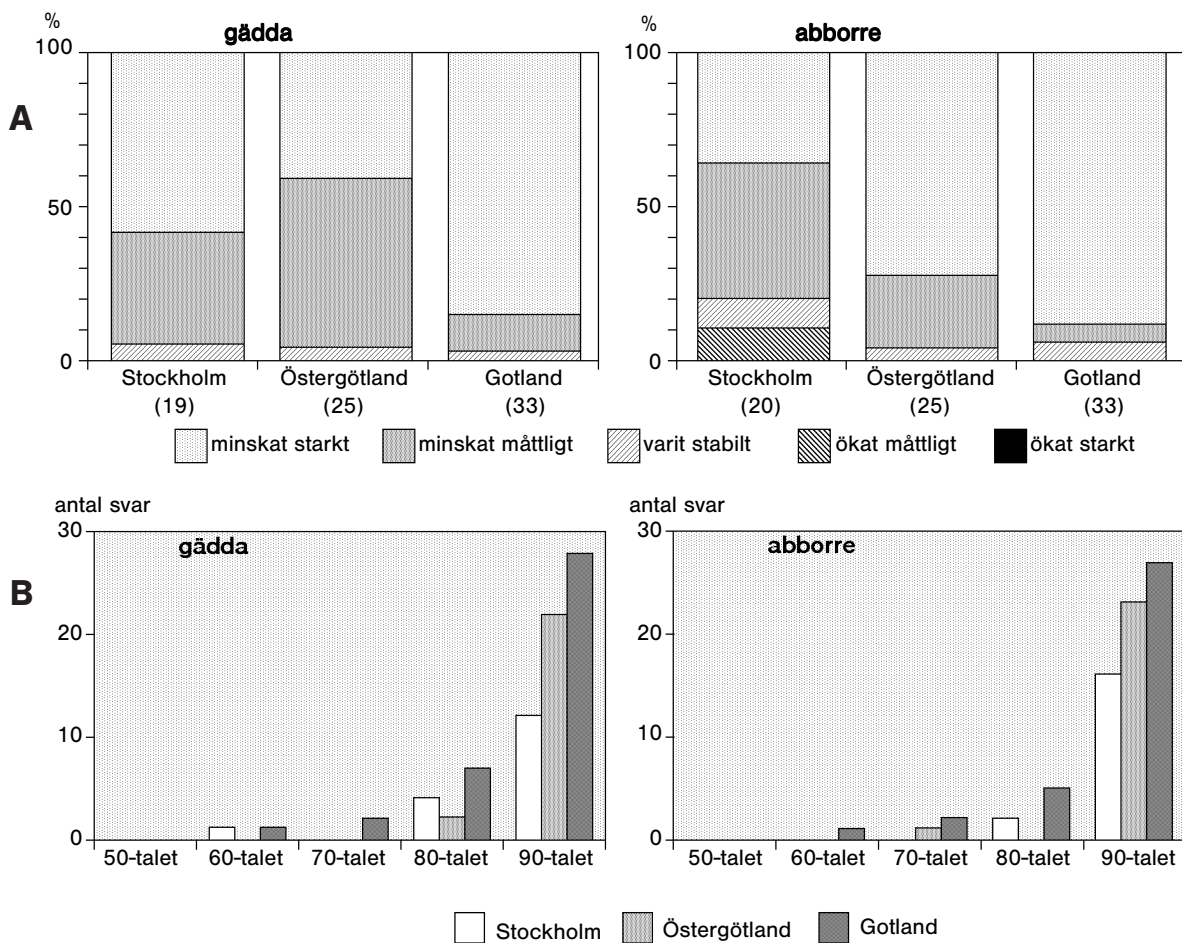 %
gädda
100
50
0
A
Stockholm Östergötland Gotland
(19) (25) (33)
%
abborre
100
50
0
Stockholm Östergötland Gotland
(20) (25) (33)
minskat starkt minskat måttligt varit stabilt ökat måttligt ökat starkt
antal svar
gädda
30
20
10
0
B
50-talet 60-talet 70-talet 80-talet 90-talet
antal svar
abborre
30
20
10
0
50-talet 60-talet 70-talet 80-talet 90-talet
Stockholm Östergötland Gotland